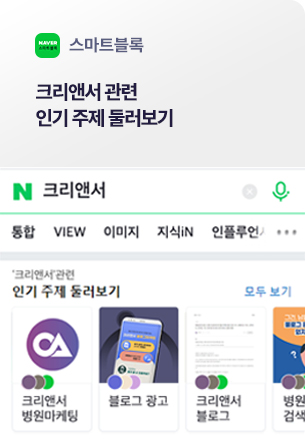 NAVER
스마트블록
스마트블록
크리앤서 관련
인기 주제 둘러보기
N 크리앤서
통합 VIEW 이미지 지식iN 인플루언
'크리앤서'관련
인기 주제 둘러보기 모두 보기
크리앤서
병원마케팅
블로그 광고
크리앤서
블로그
병원
검색